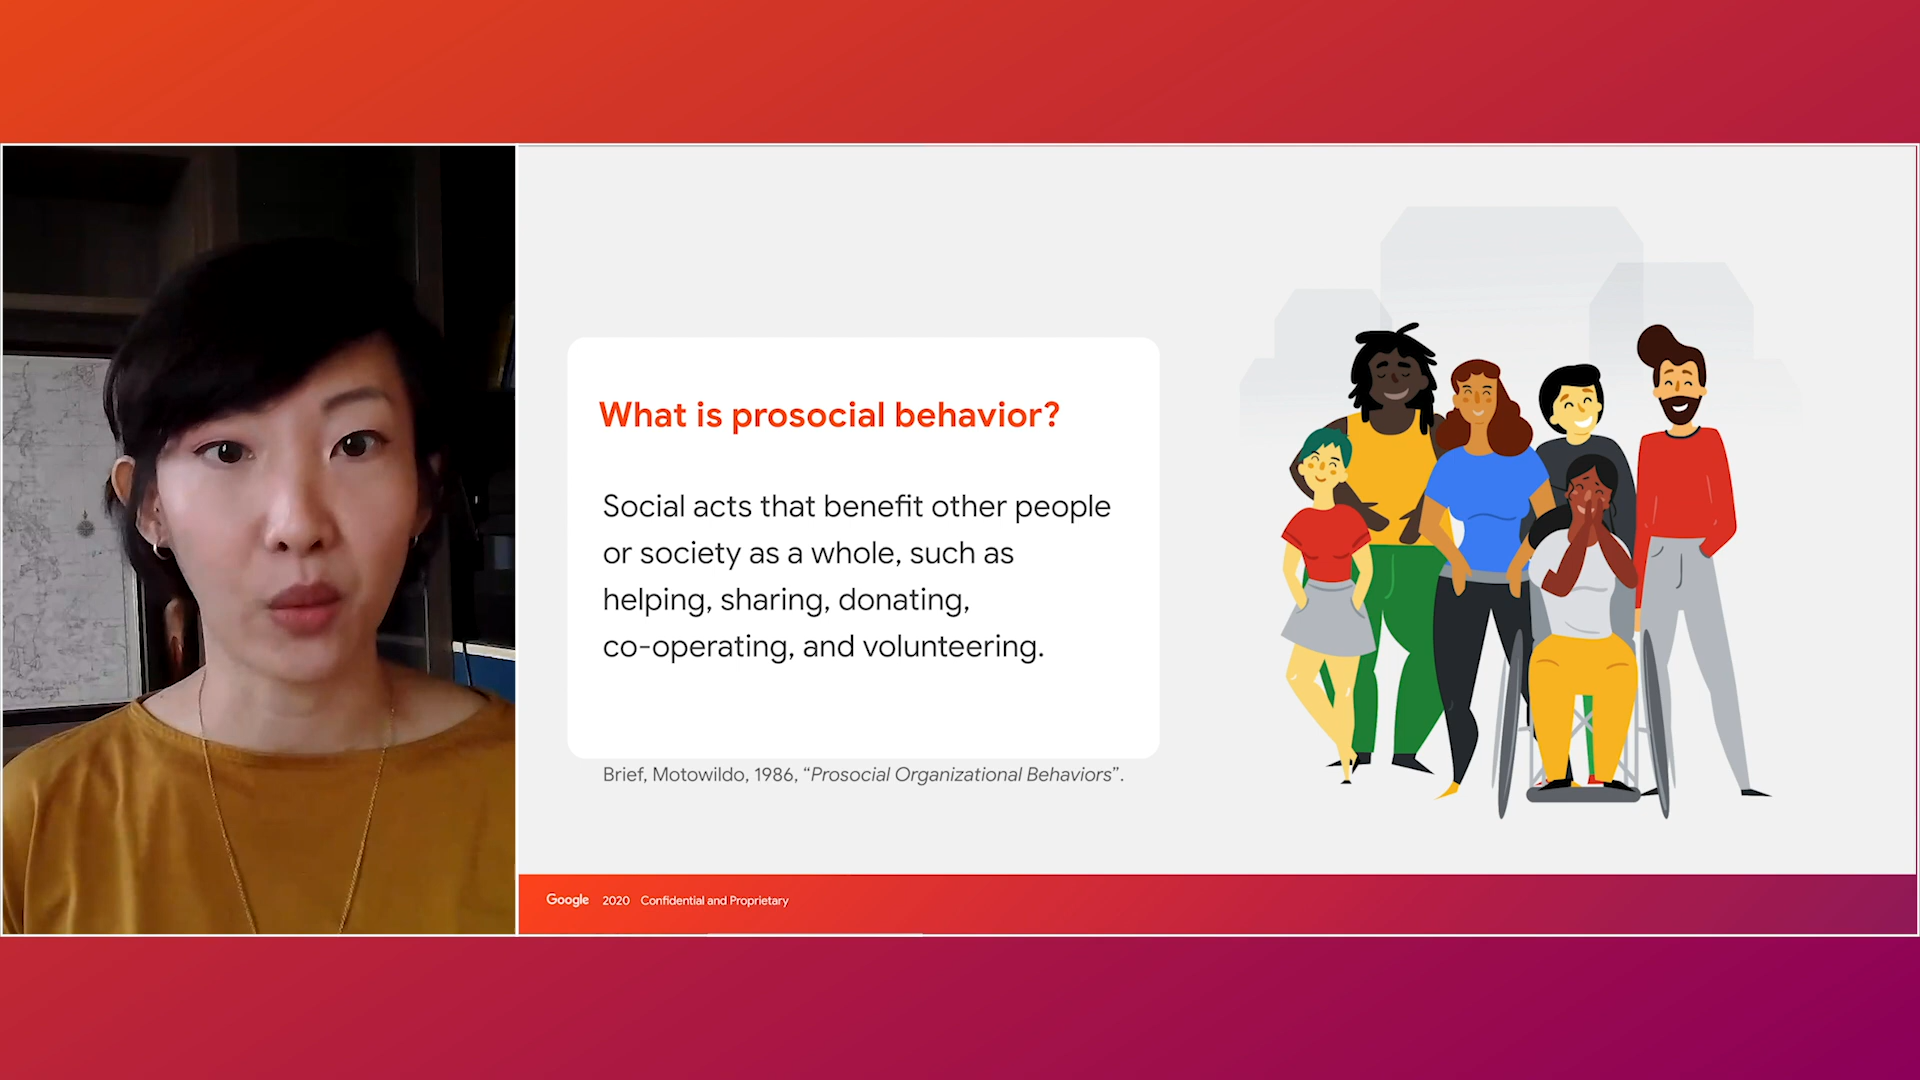 What is prosocial behavior?
Social acts that benefit other people
or society as a whole, such as
helping, sharing, donating,
co-operating, and volunteering.
Brief, Motowildo, 1986, “Prosocial Organizational Behaviors”.
Google 2020 Confidential and Proprietary